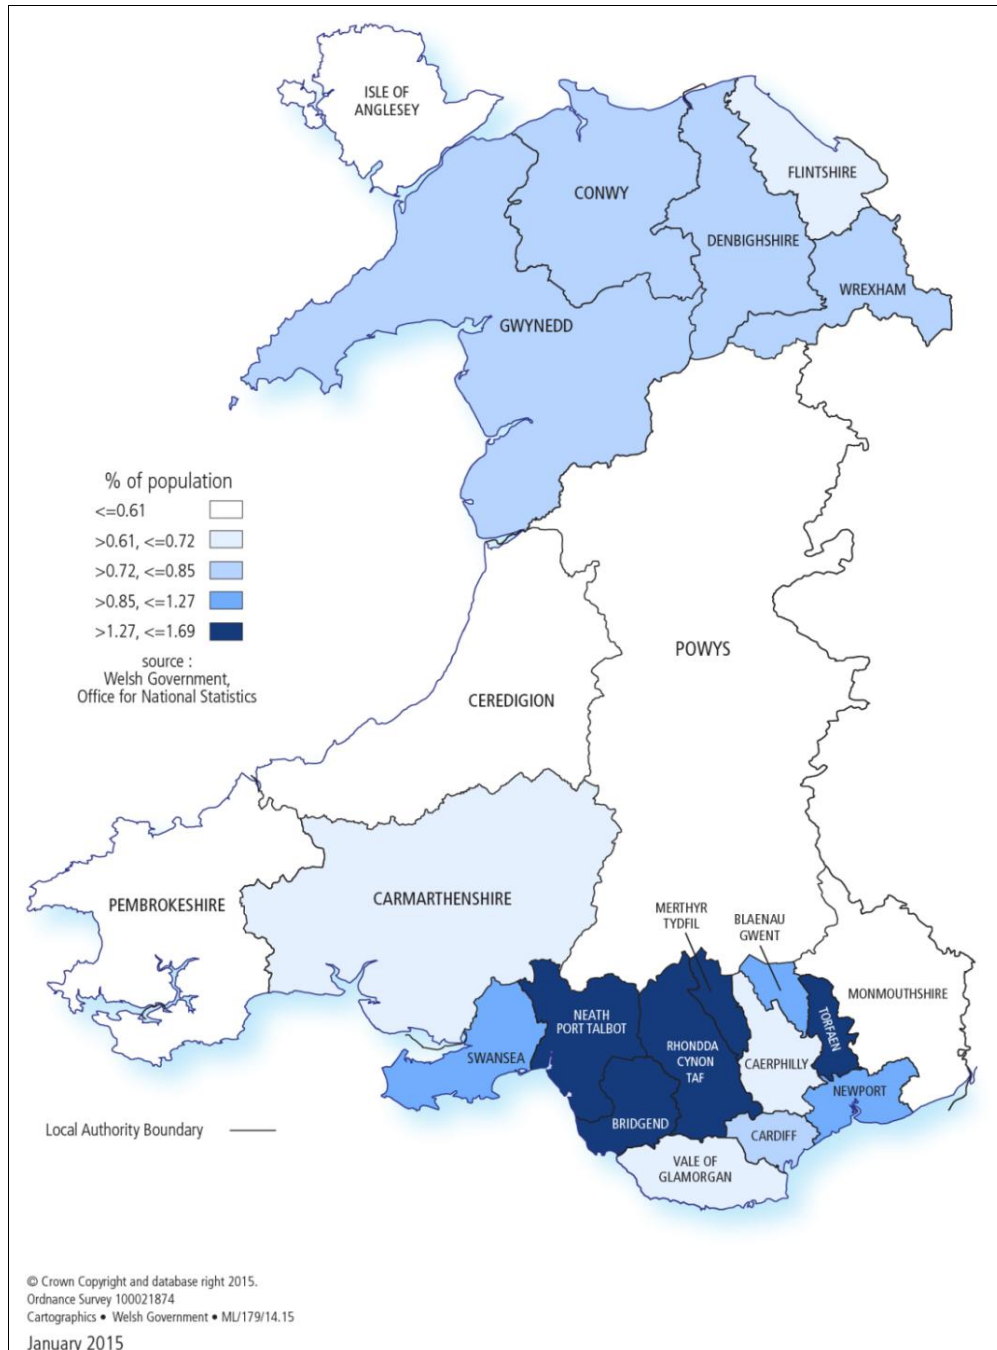 ISLE OF
ANGLESEY
FLINTSHIRE
CONWY
DENBIGHSHIRE
WREXHAM
GWYNEDD
% of population
<=0.61
>0.61, <=0.72
>0.72, <=0.85
>0.85, <=1.27
>1.27, <=1.69
source :
Welsh Government,
Office for National Statistics
POWYS
CEREDIGION
PEMBROKESHIRE
CARMARTHENSHIRE
MERTHYR
TYDFIL
BLAENAU
GWENT
MONMOUTHSHIRE
NEATH
PORT TALBOT
TORFAEN
SWANSEA
RHONDDA
CYNON
TAF
CAERPHILLY
NEWPORT
BRIDGEND
CARDIFF
VALE OF
GLAMORGAN
Local Authority Boundary
© Crown Copyright and database right 2015.
Ordnance Survey 100021874
Cartographics • Welsh Government • ML/179/14.15
January 2015